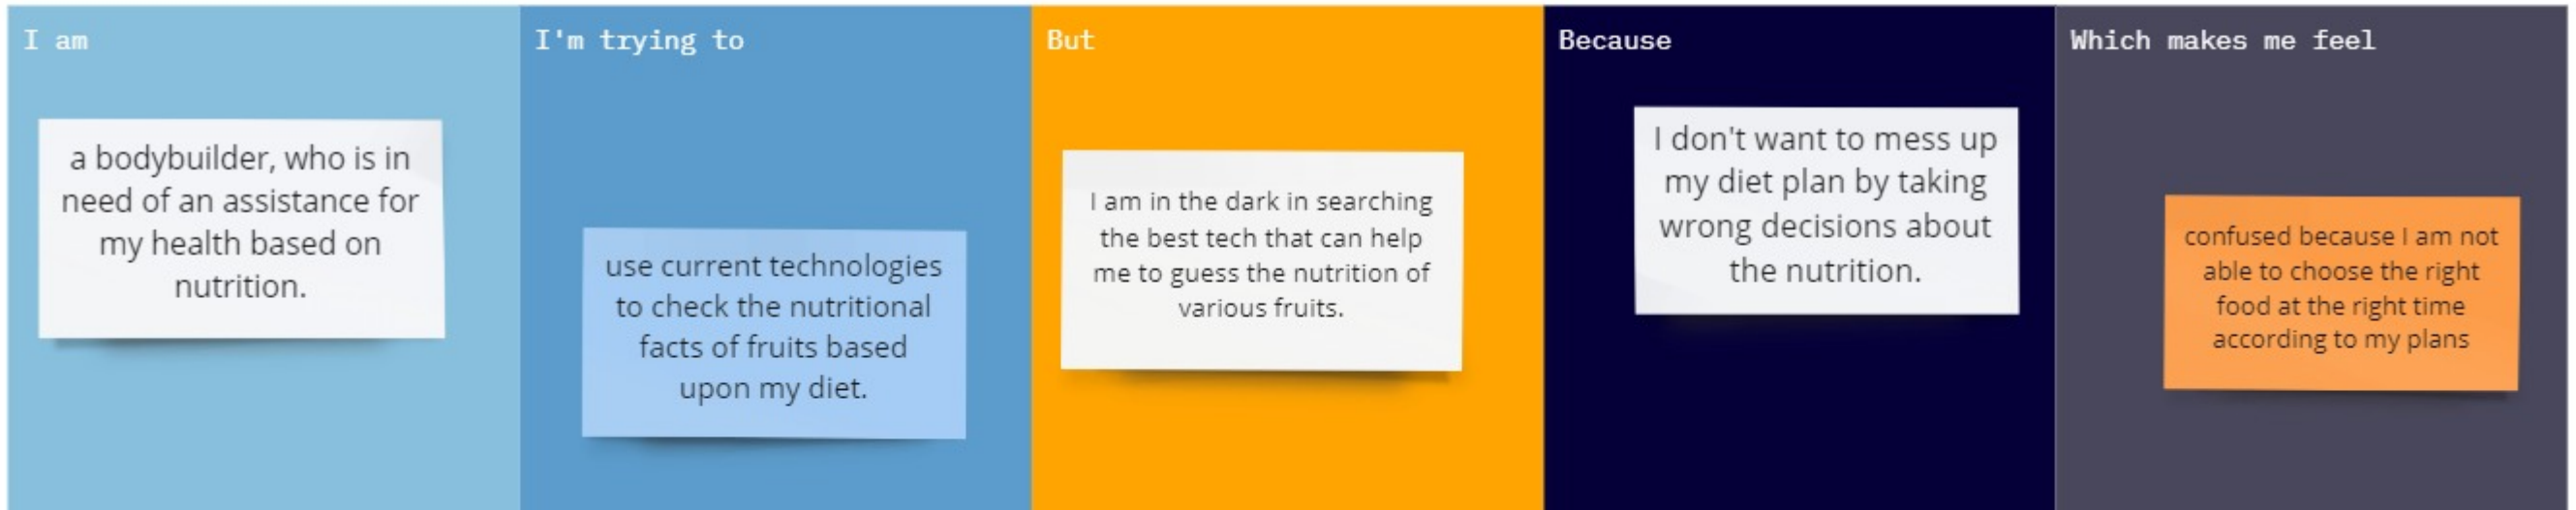 I am
a bodybuilder, who is in
need of an assistance for
my health based on
nutrition.
I'm trying to
use current technologies
to check the nutritional
facts of fruits based
upon my diet.
But
I am in the dark in searching
the best tech that can help
me to guess the nutrition of
various fruits.
Because
I don't want to mess up
my diet plan by taking
wrong decisions about
the nutrition.
Which makes me feel
confused because I am not
able to choose the right
food at the right time
according to my plans